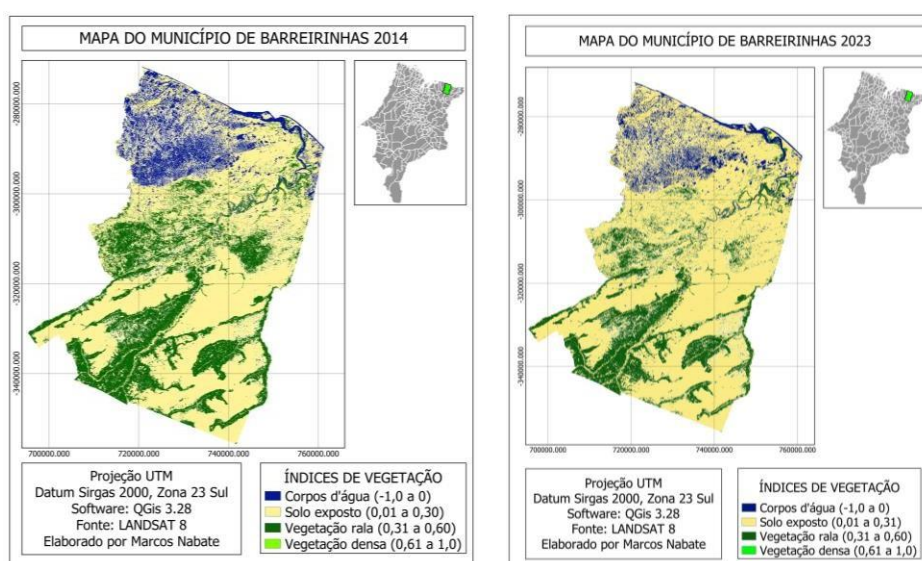 MAPA DO MUNICÍPIO DE BARREIRINHAS 2014
-280000.000
-300000.000
-320000.000
-340000.000
700000.000
720000.000
740000.000
760000.000
Projeção UTM
Datum Sirgas 2000, Zona 23 Sul
Software: QGis 3.28
Fonte: LANDSAT 8
Elaborado por Marcos Nabate
ÍNDICES DE VEGETAÇÃO
Corpos d'água (-1,0 a 0)
Solo exposto (0,01 a 0,30)
Vegetação rala (0,31 a 0,60)
Vegetação densa (0,61 a 1,0)
MAPA DO MUNICÍPIO DE BARREIRINHAS 2023
-280000.000
-300000.000
-320000.000
-340000.000
700000.000
720000.000
740000.000
760000.000
Projeção UTM
Datum Sirgas 2000, Zona 23 Sul
Software: QGis 3.28
Fonte: LANDSAT 8
Elaborado por Marcos Nabate
ÍNDICES DE VEGETAÇÃO
Corpos d'água (-1,0 a 0)
Solo exposto (0,01 a 0,31)
Vegetação rala (0,31 a 0,60)
Vegetação densa (0,61 a 1,0)